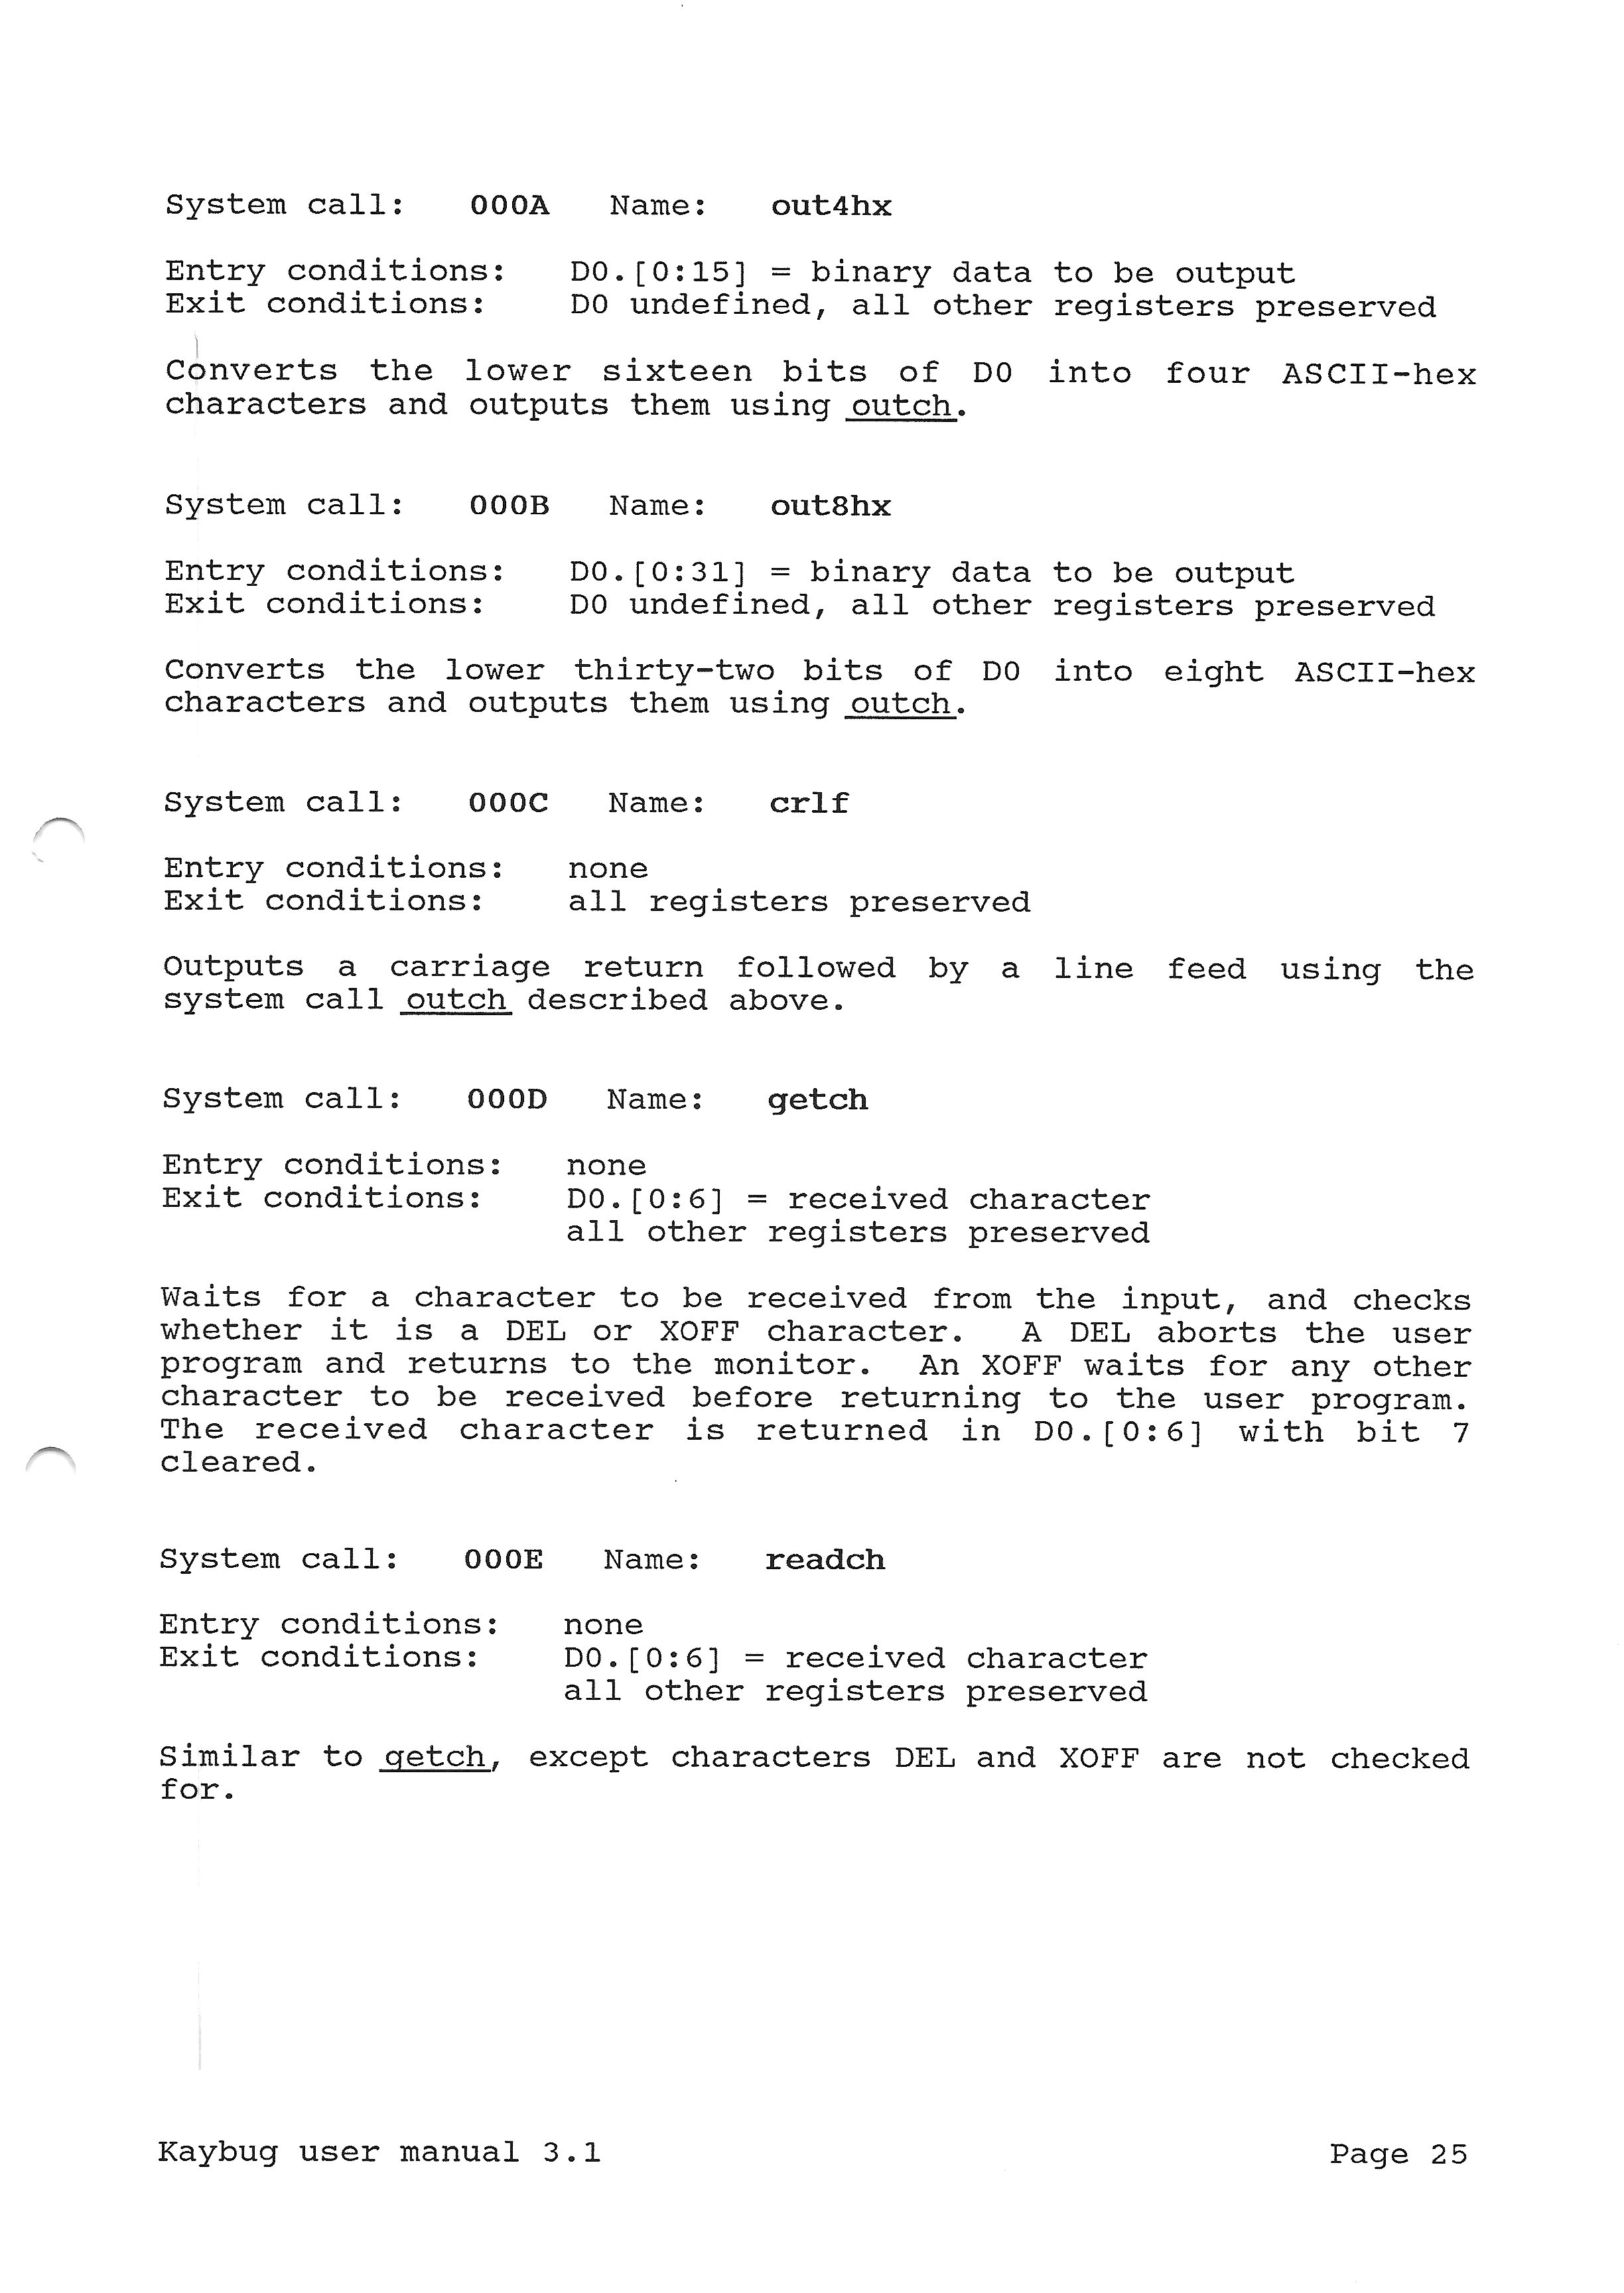 System call: 000A Name: out4hx
Entry conditions: D0.[0:15] = binary data to be output
Exit conditions: D0 undefined, all other registers preserved
Converts the lower sixteen bits of D0 into four ASCII-hex
characters and outputs them using outch.
System call: 000B Name: out8hx
Entry conditions: D0.[0:31] = binary data to be output
Exit conditions: D0 undefined, all other registers preserved
Converts the lower thirty-two bits of D0 into eight ASCII-hex
characters and outputs them using outch.
System call: 000C Name: crlf
Entry conditions: none
Exit conditions: all registers preserved
Outputs a carriage return followed by a line feed using the
system call outch described above.
System call: 000D Name: getch
Entry conditions: none
Exit conditions: D0.[0:6] = received character
all other registers preserved
Waits for a character to be received from the input, and checks
whether it is a DEL or XOFF character. A DEL aborts the user
program and returns to the monitor. An XOFF waits for any other
character to be received before returning to the user program.
The received character is returned in D0.[0:6] with bit 7
cleared.
System call: 000E Name: readch
Entry conditions: none
Exit conditions: D0.[0:6] = received character
all other registers preserved
Similar to getch, except characters DEL and XOFF are not checked
for.
Kaybug user manual 3.1 Page 25